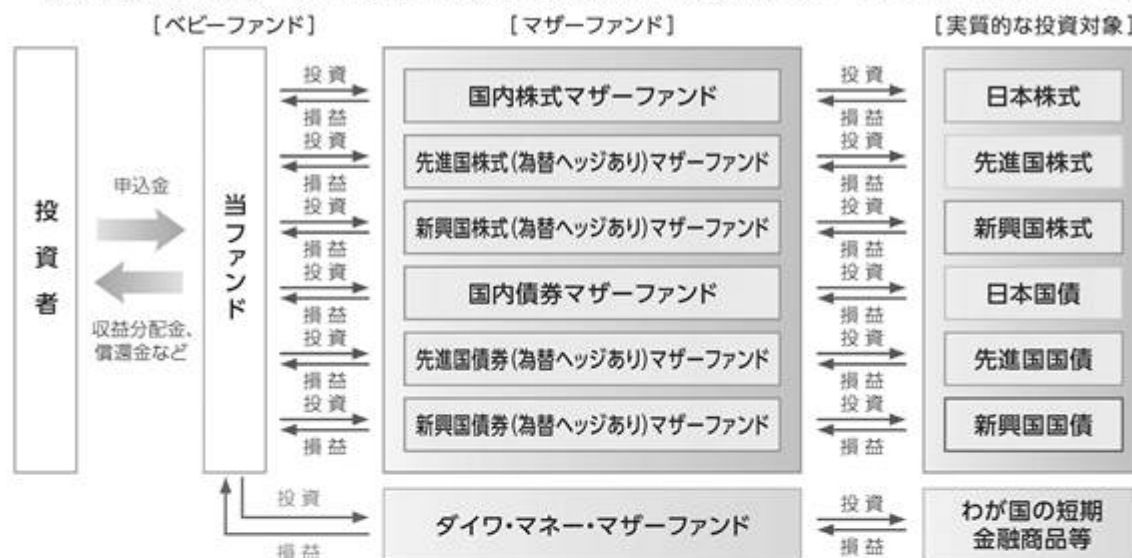 [ベビーファンド]
[マザーファンド]
[実質的な投資対象]
投資者
申込金
収益分配金、
償還金など
当ファンド
投資
損益
国内株式マザーファンド
投資
損益
日本株式
投資
損益
先進国株式(為替ヘッジあり)マザーファンド
投資
損益
先進国株式
投資
損益
新興国株式(為替ヘッジあり)マザーファンド
投資
損益
新興国株式
投資
損益
国内債券マザーファンド
投資
損益
日本国債
投資
損益
先進国債券(為替ヘッジあり)マザーファンド
投資
損益
先進国国債
投資
損益
新興国債券(為替ヘッジあり)マザーファンド
投資
損益
新興国国債
投資
損益
ダイワ・マネー・マザーファンド
投資
損益
わが国の短期
金融商品等